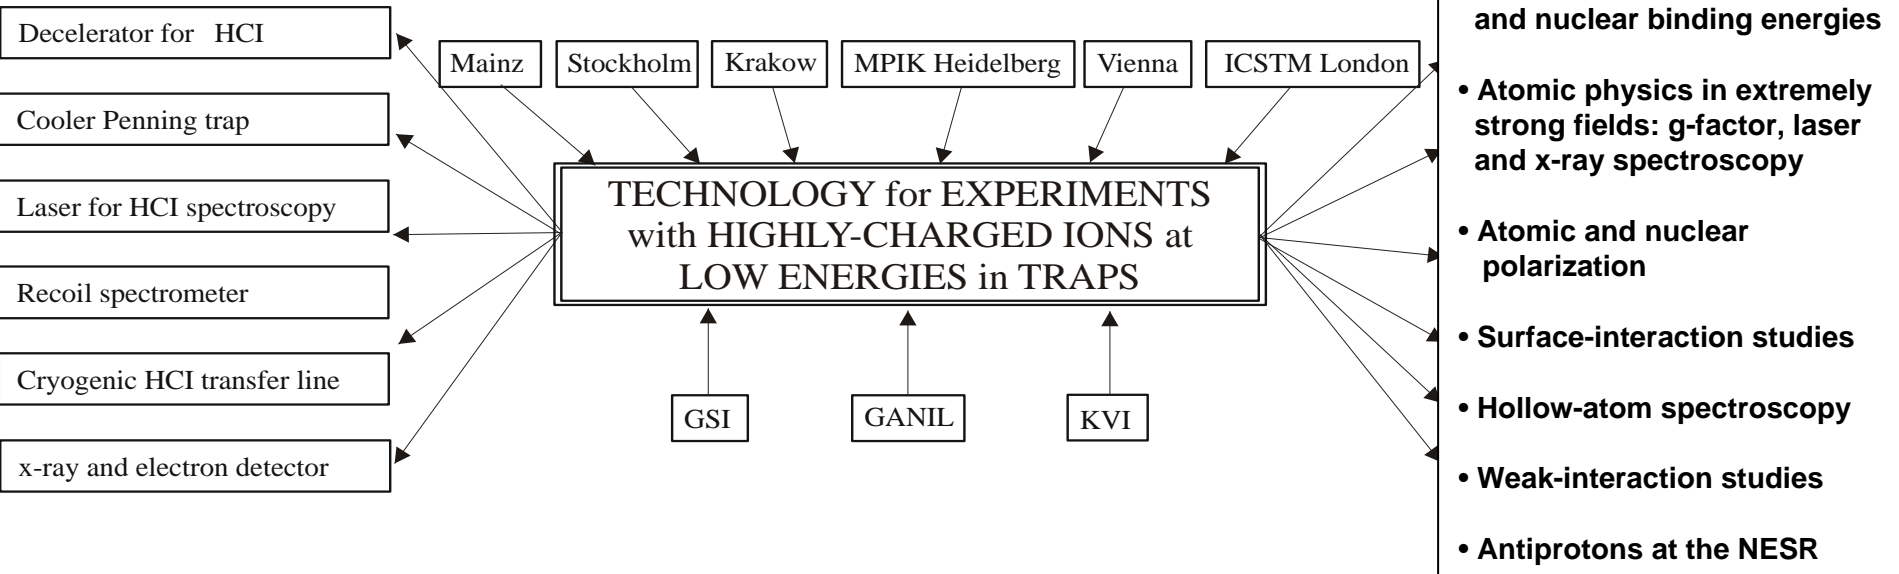 Decelerator for HCI
Cooler Penning trap
Laser for HCI spectroscopy
Recoil spectrometer
Cryogenic HCI transfer line
x-ray and electron detector
Mainz
Stockholm
Krakow
MPIK Heidelberg
Vienna
ICSTM London
TECHNOLOGY for EXPERIMENTS
with HIGHLY-CHARGED IONS at
LOW ENERGIES in TRAPS
GSI
GANIL
KVI
and nuclear binding energies
• Atomic physics in extremely
strong fields: g-factor, laser
and x-ray spectroscopy
• Atomic and nuclear
polarization
• Surface-interaction studies
• Hollow-atom spectroscopy
• Weak-interaction studies
• Antiprotons at the NESR